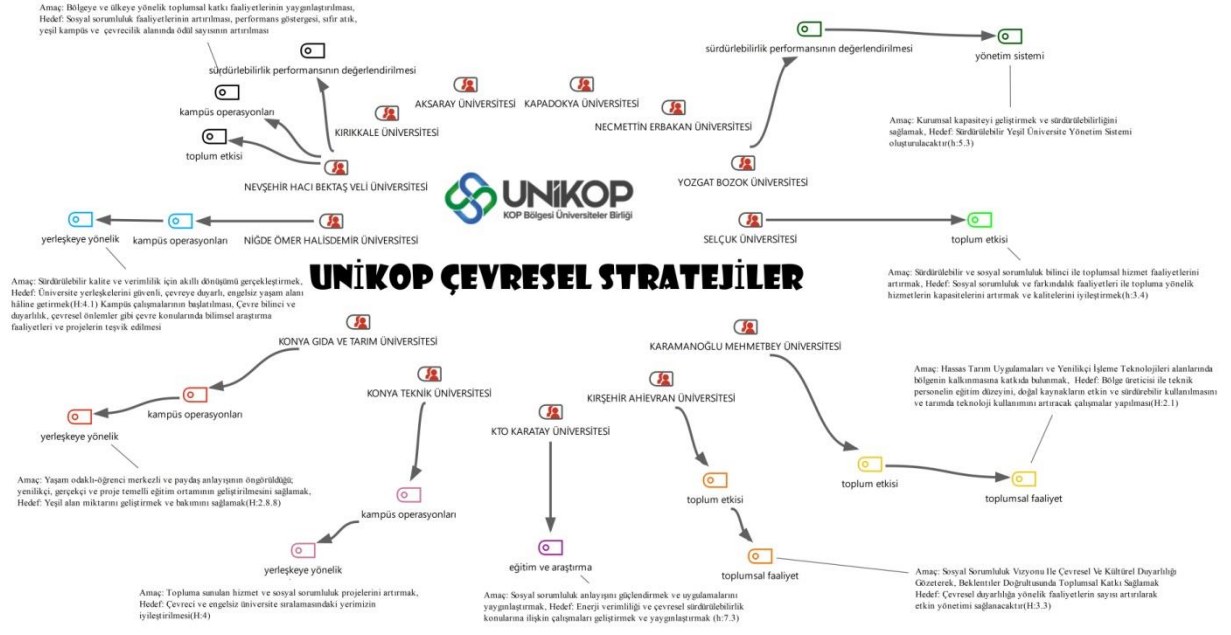 Amaç: Bölgeye ve ülkeye yönelik toplumsal katkı faaliyetlerinin yaygınlaştırılması,
Hedef: Sosyal sorumluluk faaliyetlerinin artırılması, performans göstergesi, sıfır atık,
yeşil kampüs ve çevrecilik alanında ödül sayısının artırılması
sürdürlebilirlik performansının değerlendirilmesi
kampüs operasyonları
toplum etkisi
NEVŞEHİR HACI BEKTAŞ VELİ ÜNİVERSİTESİ
KIRIKKALE ÜNİVERSİTESİ
AKSARAY ÜNİVERSİTESİ
KAPADOKYA ÜNİVERSİTESİ
NECMETTİN ERBAKAN ÜNİVERSİTESİ
sürdürlebilirlik performansının değerlendirilmesi
yönetim sistemi
Amaç: Kurumsal kapasiteyi geliştirmek ve sürdürülebilirliğini
sağlamak, Hedef: Sürdürülebilir Yeşil Üniversite Yönetim Sistemi
oluşturulacaktır(h:5.3)
YOZGAT BOZOK ÜNİVERSİTESİ
UNİKOP
KOP Bölgesi Üniversiteler Birliği
yerleşkeye yönelik
kampüs operasyonları
NİĞDE ÖMER HALİSDEMİR ÜNİVERSİTESİ
SELÇUK ÜNİVERSİTESİ
toplum etkisi
Amaç: Sürdürülebilir kalite ve verimlilik için akıllı dönüşümü gerçekleştirmek,
Hedef: Üniversite yerleşkelerini güvenli, çevreye duyarlı, engelsiz yaşam alanı
hâline getirmek(H:4.1) Kampüs çalışmalarının başlatılması, Çevre bilinci ve
duyarlılık, çevresel önlemler gibi çevre konularında bilimsel araştırma
faaliyetleri ve projelerin teşvik edilmesi
UNİKOP ÇEVRESEL STRATEJİLER
Amaç: Sürdürülebilir ve sosyal sorumluluk bilinci ile toplumsal hizmet faaliyetlerini
artırmak, Hedef: Sosyal sorumluluk ve farkındalık faaliyetleri ile topluma yönelik
hizmetlerin kapasitelerini artırmak ve kalitelerini iyileştirmek(h:3.4)
KONYA GIDA VE TARIM ÜNİVERSİTESİ
KARAMANOĞLU MEHMETBEY ÜNİVERSİTESİ
KONYA TEKNİK ÜNİVERSİTESİ
KIRŞEHİR AHİEVRAN ÜNİVERSİTESİ
KTO KARATAY ÜNİVERSİTESİ
Amaç: Hassas Tarım Uygulamaları ve Yenilikçi İşleme Teknolojileri alanlarında
bölgenin kalkınmasına katkıda bulunmak, Hedef: Bölge üreticisi ile teknik
personelin eğitim düzeyini, doğal kaynakların etkin ve sürdürebilir kullanılmasını
ve tarımda teknoloji kullanımını artıracak çalışmalar yapılması(H:2.1)
kampüs operasyonları
yerleşkeye yönelik
Amaç: Yaşam odaklı-öğrenci merkezli ve paydaş anlayışının öngörüldüğü;
yenilikçi, gerçekçi ve proje temelli eğitim ortamının geliştirilmesini sağlamak,
Hedef: Yeşil alan miktarını geliştirmek ve bakımını sağlamak(H:2.8.8)
toplum etkisi
toplumsal faaliyet
kampüs operasyonları
toplum etkisi
yerleşkeye yönelik
eğitim ve araştırma
toplumsal faaliyet
Amaç: Topluma sunulan hizmet ve sosyal sorumluluk projelerini artırmak,
Hedef: Çevreci ve engelsiz üniversite sıralamasındaki yerimizin
iyileştirilmesi(H:4)
Amaç: Sosyal sorumluluk anlayışını güçlendirmek ve uygulamalarını
yaygınlaştırmak, Hedef: Enerji verimliliği ve çevresel sürdürülebilirlik
konularına ilişkin çalışmaları geliştirmek ve yaygınlaştırmak (h:7.3)
Amaç: Sosyal Sorumluluk Vizyonu İle Çevresel Ve Kültürel Duyarlılığı
Gözeterek, Beklentiler Doğrultusunda Toplumsal Katkı Sağlamak
Hedef: Çevresel duyarlılığa yönelik faaliyetlerin sayısı artırılarak
etkin yönetimi sağlanacaktır(H:3.3)